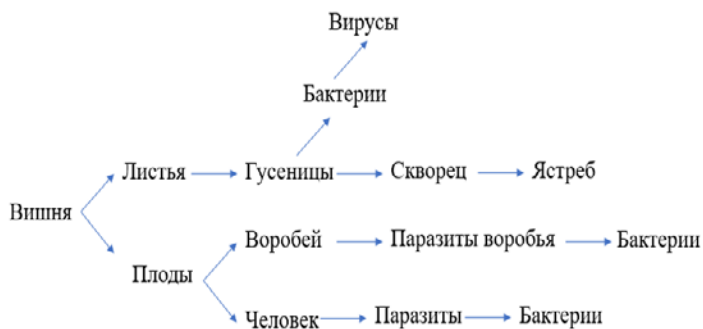 Вирусы
Бактерии
Листья Гусеницы Скворец Ястреб
Вишня
Воробей Паразиты воробья Бактерии
Плоды
Человек Паразиты Бактерии